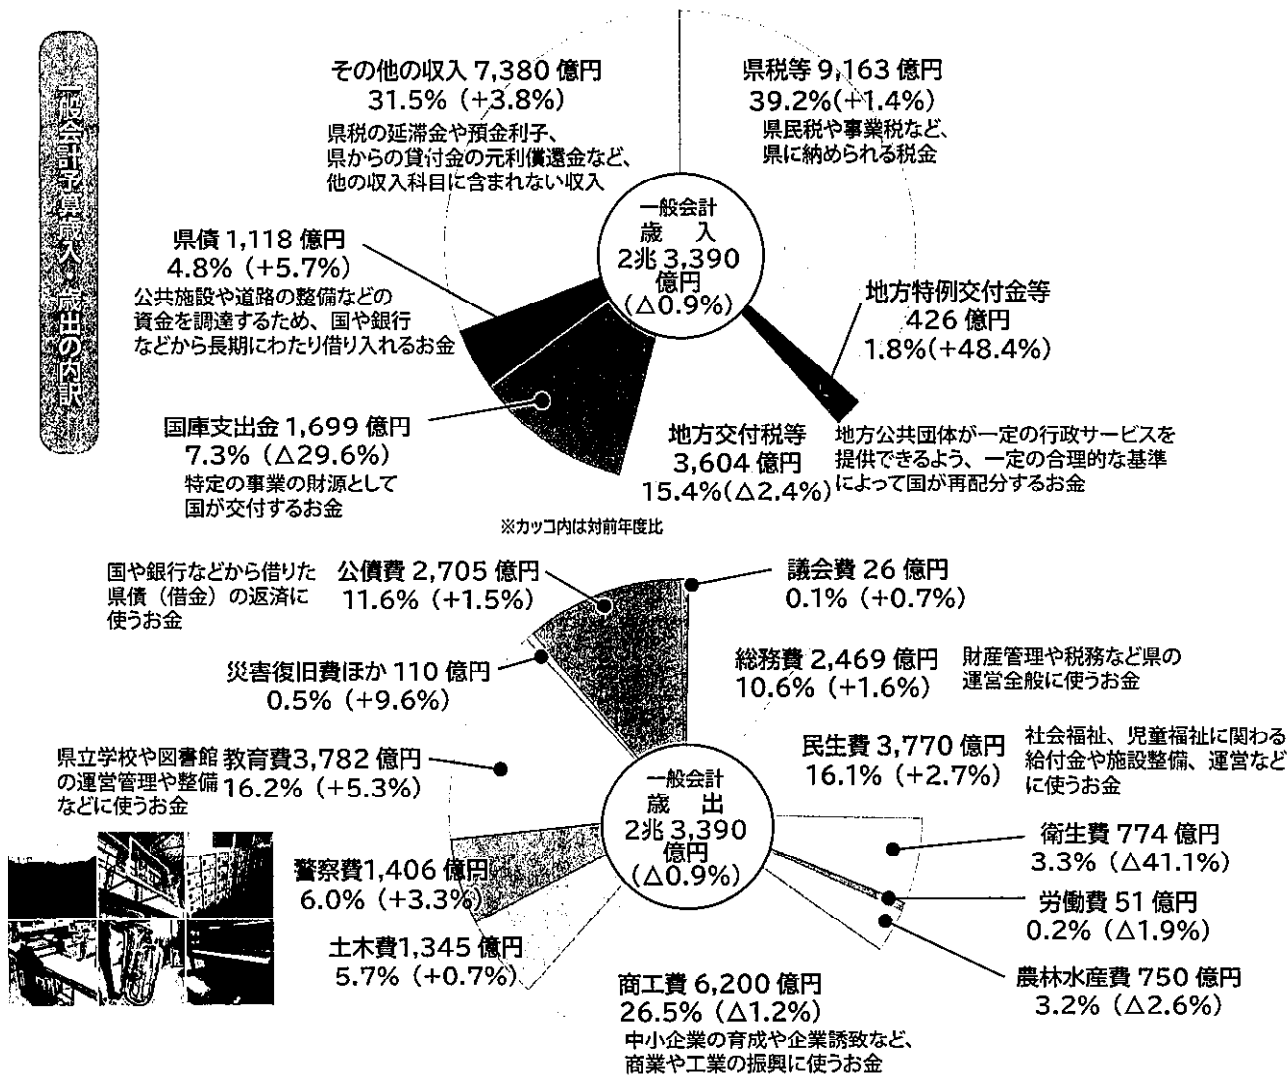 一般会計予算歳入・歳出の内訳
その他の収入 7,380 億円
31.5%（+3.8%）
県税の延滞金や預金利子、
県からの貸付金の元利償還金など、
他の収入科目に含まれない収入
県税等 9,163 億円
39.2%(+1.4%)
県民税や事業税など、
県に納められる税金
一般会計
歳　入
2兆 3,390
億円
(△0.9%)
県債 1,118 億円
4.8%（+5.7%）
公共施設や道路の整備などの
資金を調達するため、国や銀行
などから長期にわたり借り入れるお金
地方特例交付金等
426 億円
1.8%(+48.4%)
国庫支出金 1,699 億円
7.3%（△29.6%）
特定の事業の財源として
国が交付するお金
地方交付税等
3,604 億円
15.4%(△2.4%)
地方公共団体が一定の行政サービスを
提供できるよう、一定の合理的な基準
によって国が再配分するお金
※カッコ内は対前年度比
国や銀行などから借りた
県債（借金）の返済に
使うお金
公債費 2,705 億円
11.6%（+1.5%）
議会費 26 億円
0.1%（+0.7%）
災害復旧費ほか 110 億円
0.5%（+9.6%）
総務費 2,469 億円
10.6%（+1.6%）
財産管理や税務など県の
運営全般に使うお金
県立学校や図書館
の運営管理や整備
などに使うお金
教育費3,782 億円
16.2%（+5.3%）
民生費 3,770 億円
16.1%（+2.7%）
社会福祉、児童福祉に関わる
給付金や施設整備、運営など
に使うお金
一般会計
歳　出
2兆 3,390
億円
(△0.9%)
衛生費 774 億円
3.3%（△41.1%）
警察費1,406 億円
6.0%（+3.3%）
労働費 51 億円
0.2%（△1.9%）
土木費1,345 億円
5.7%（+0.7%）
農林水産費 750 億円
3.2%（△2.6%）
商工費 6,200 億円
26.5%（△1.2%）
中小企業の育成や企業誘致など、
商業や工業の振興に使うお金